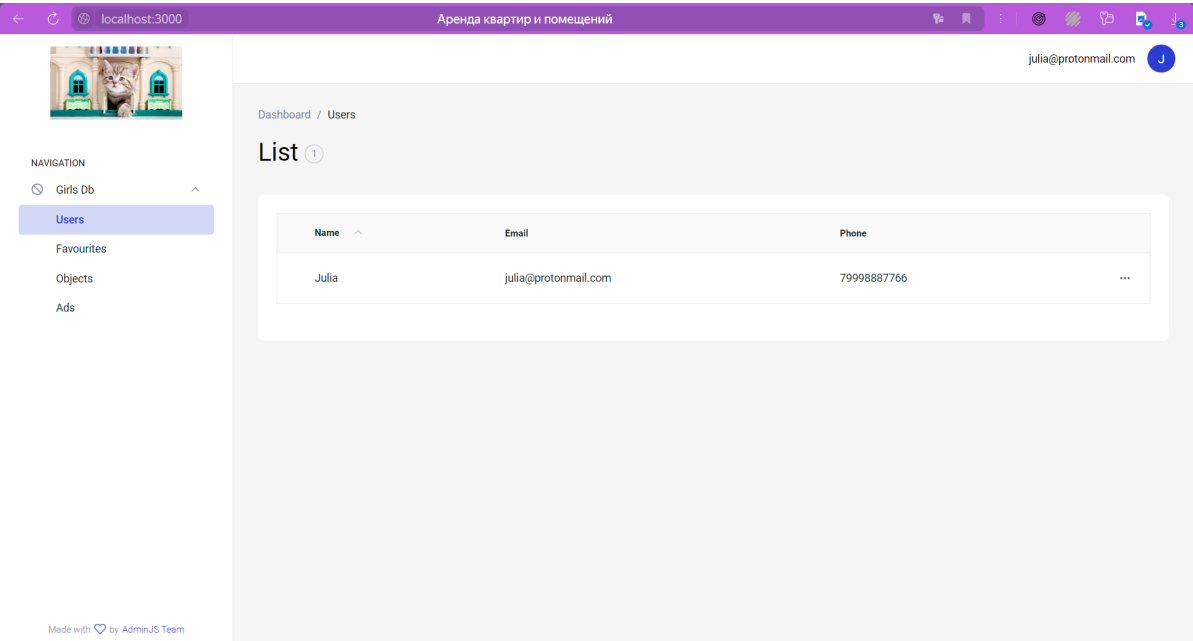 localhost:3000 Аренда квартир и помещений 3
julia@protonmail.com J
Dashboard / Users
List 1
NAVIGATION
Girls Db
Users
Favourites
Objects
Ads
Name Email Phone
Julia julia@protonmail.com 79998887766
Made with by AdminJS Team